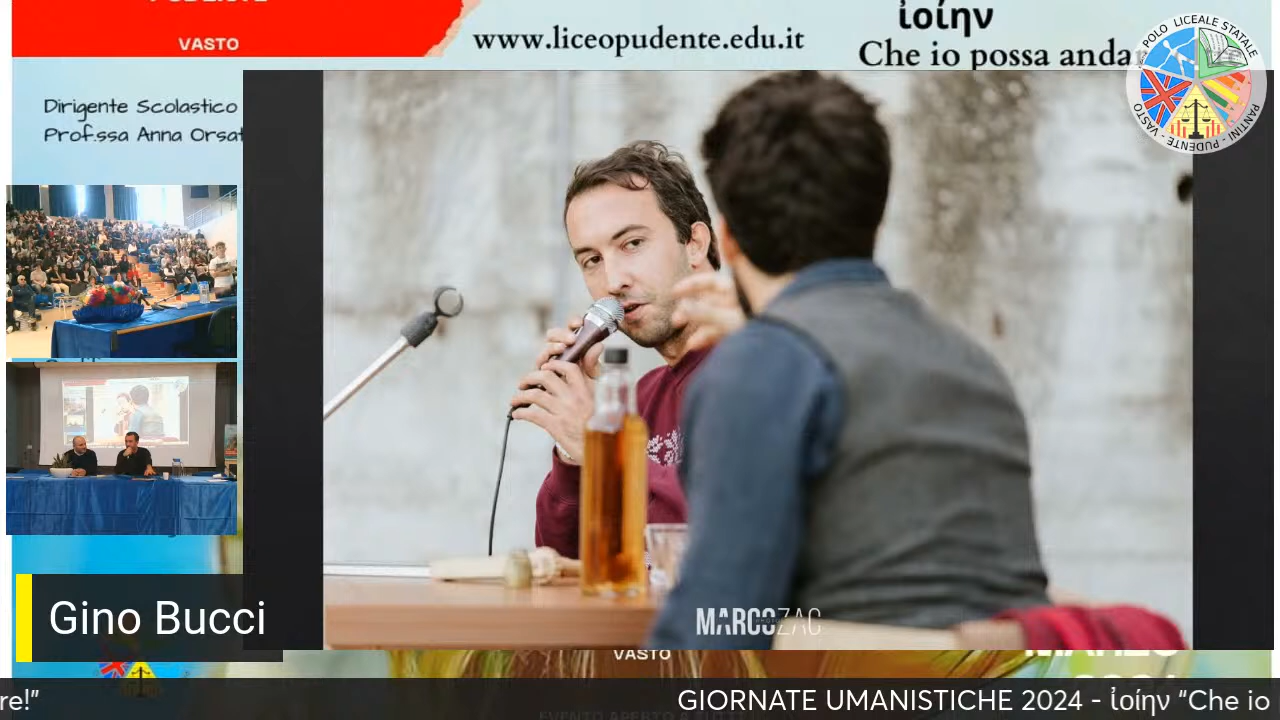 VASTO
www.liceopudente.edu.it
ἰοίην
Che io possa anda
POLO LICEALE STATALE
PANTINI - PUDENTE - VASTO
Dirigente Scolastico
Prof.ssa Anna Orsat
Gino Bucci
MARCOZAC
VASTO
re!”
GIORNATE UMANISTICHE 2024 - ἰοίην “Che io